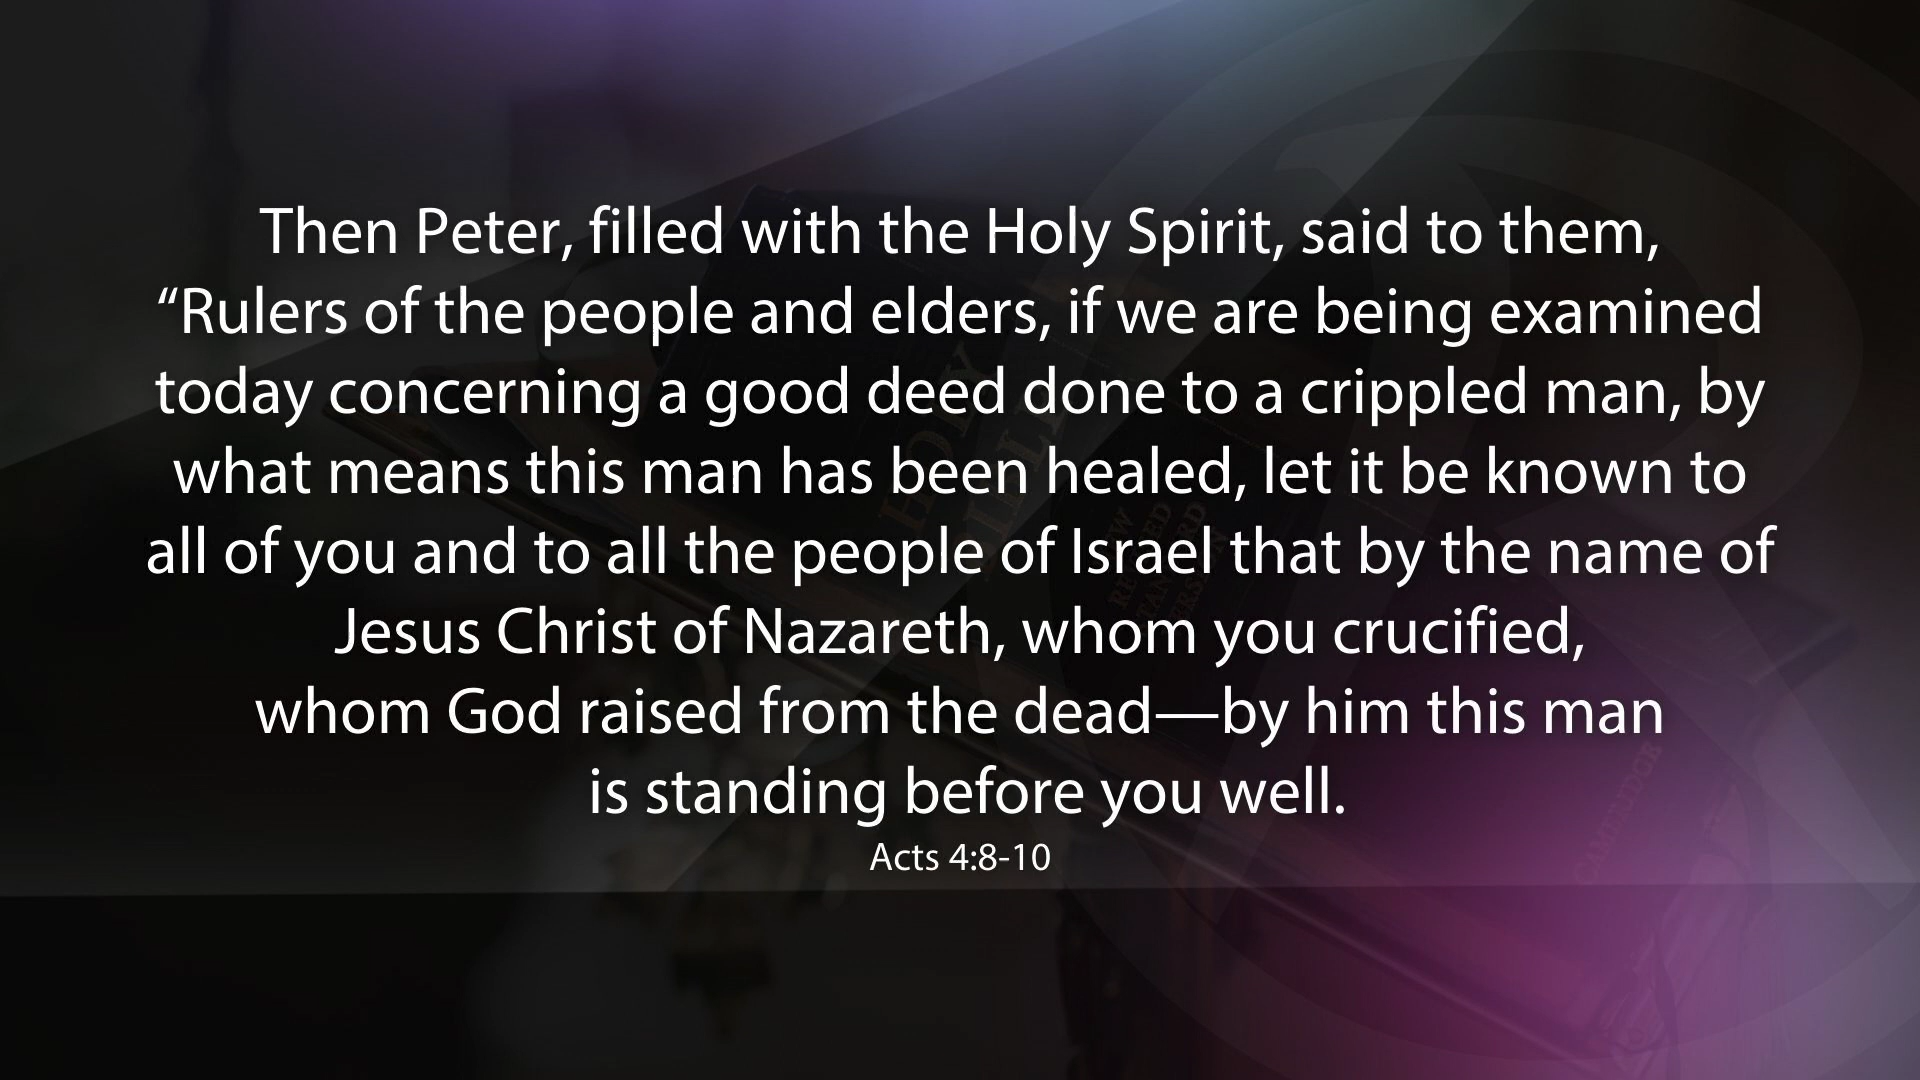 Then Peter, filled with the Holy Spirit, said to them,
“Rulers of the people and elders, if we are being examined
today concerning a good deed done to a crippled man, by
what means this man has been healed, let it be known to
all of you and to all the people of Israel that by the name of
Jesus Christ of Nazareth, whom you crucified,
whom God raised from the dead—by him this man
is standing before you well.
Acts 4:8-10
HOLY